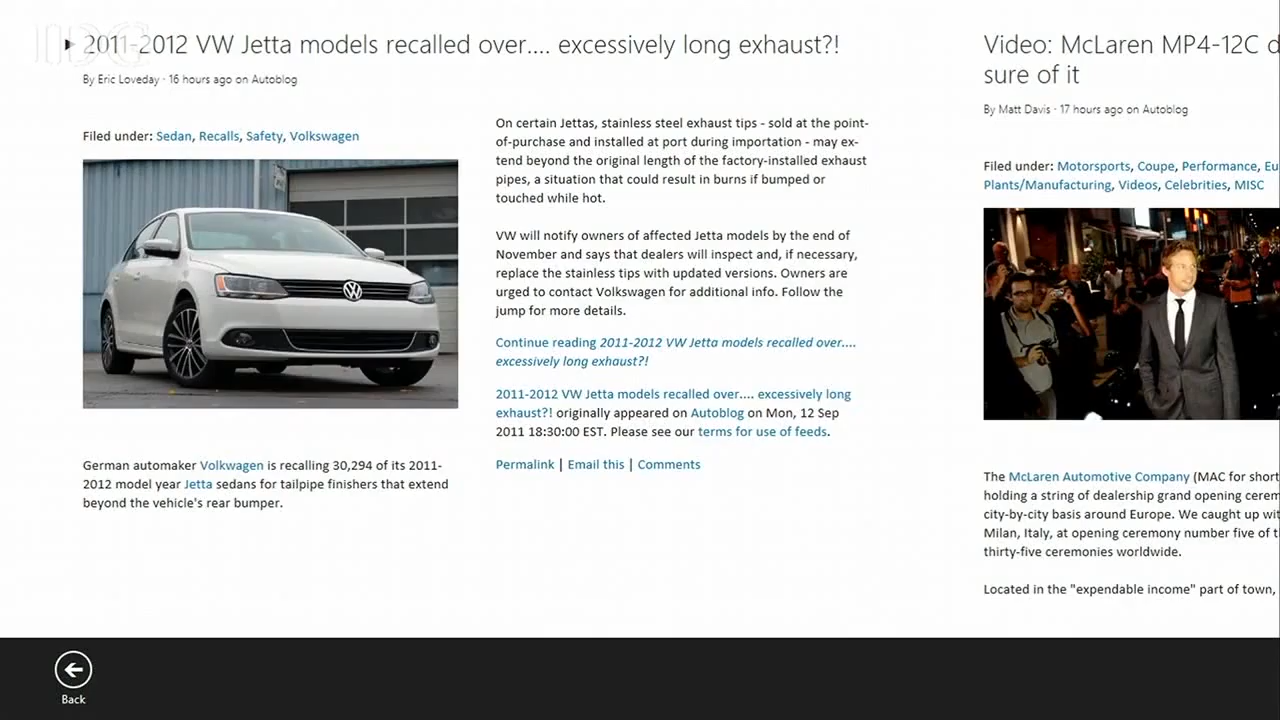 IDG
2011-2012 VW Jetta models recalled over.... excessively long exhaust?!
By Eric Loveday · 16 hours ago on Autoblog
Filed under: Sedan, Recalls, Safety, Volkswagen
German automaker Volkwagen is recalling 30,294 of its 2011-
2012 model year Jetta sedans for tailpipe finishers that extend
beyond the vehicle's rear bumper.
On certain Jettas, stainless steel exhaust tips - sold at the point-
of-purchase and installed at port during importation - may ex-
tend beyond the original length of the factory-installed exhaust
pipes, a situation that could result in burns if bumped or
touched while hot.
VW will notify owners of affected Jetta models by the end of
November and says that dealers will inspect and, if necessary,
replace the stainless tips with updated versions. Owners are
urged to contact Volkswagen for additional info. Follow the
jump for more details.
Continue reading 2011-2012 VW Jetta models recalled over....
excessively long exhaust?!
2011-2012 VW Jetta models recalled over.... excessively long
exhaust?! originally appeared on Autoblog on Mon, 12 Sep
2011 18:30:00 EST. Please see our terms for use of feeds.
Permalink | Email this | Comments
Video: McLaren MP4-12C d
sure of it
By Matt Davis · 17 hours ago on Autoblog
Filed under: Motorsports, Coupe, Performance, Eu
Plants/Manufacturing, Videos, Celebrities, MISC
The McLaren Automotive Company (MAC for short
holding a string of dealership grand opening cerem
city-by-city basis around Europe. We caught up wit
Milan, Italy, at opening ceremony number five of t
thirty-five ceremonies worldwide.
Located in the "expendable income" part of town,
Back